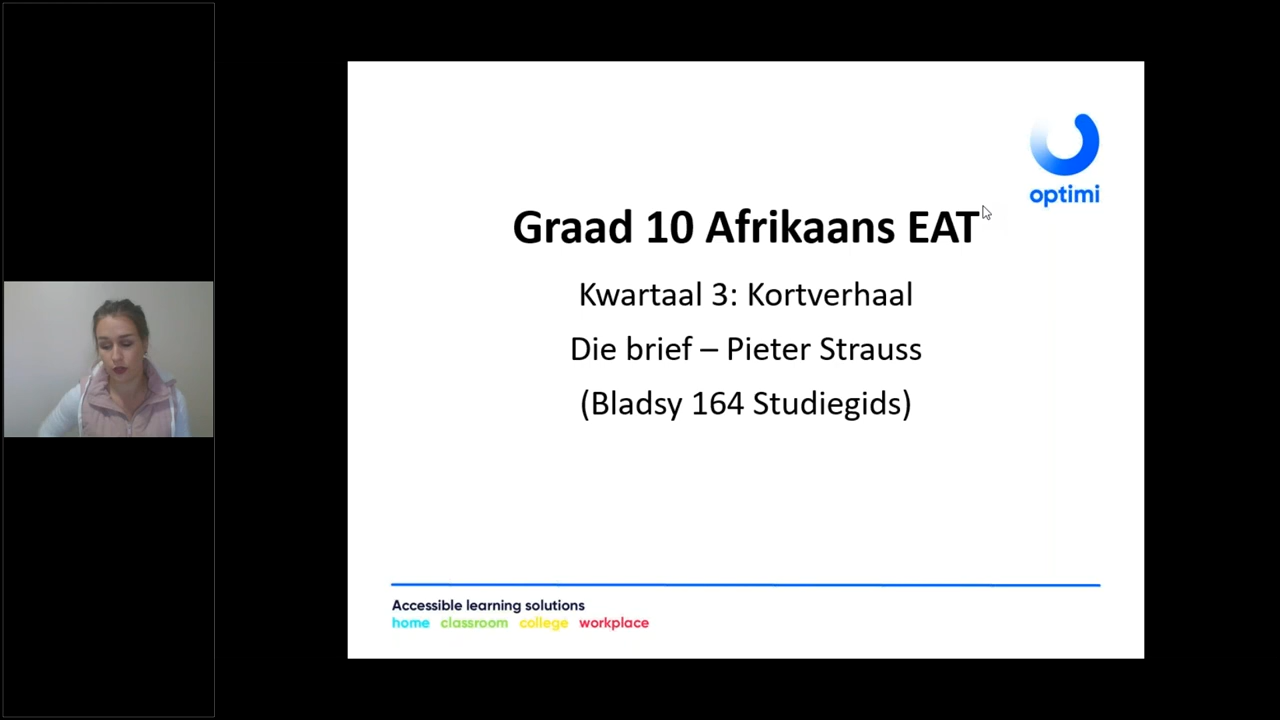 optimi
Graad 10 Afrikaans EAT
Kwartaal 3: Kortverhaal
Die brief – Pieter Strauss
(Bladsy 164 Studiegids)
Accessible learning solutions
home classroom college workplace